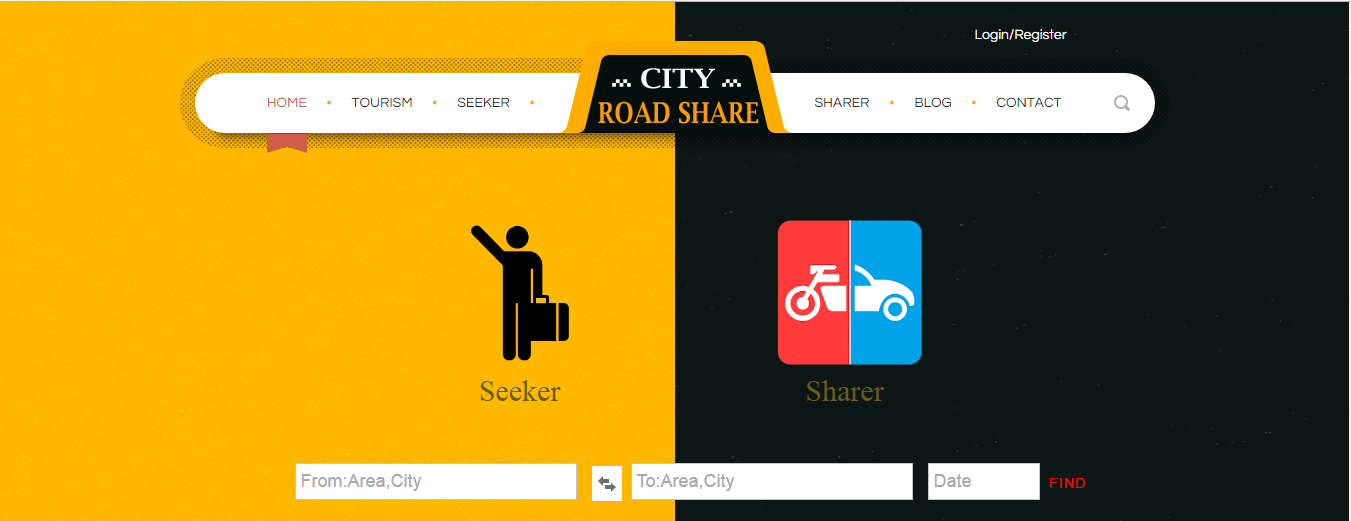 Login/Register
HOME • TOURISM • SEEKER •
CITY
ROAD SHARE
SHARER • BLOG • CONTACT
Seeker
Sharer
From:Area,City
To:Area,City
Date
FIND